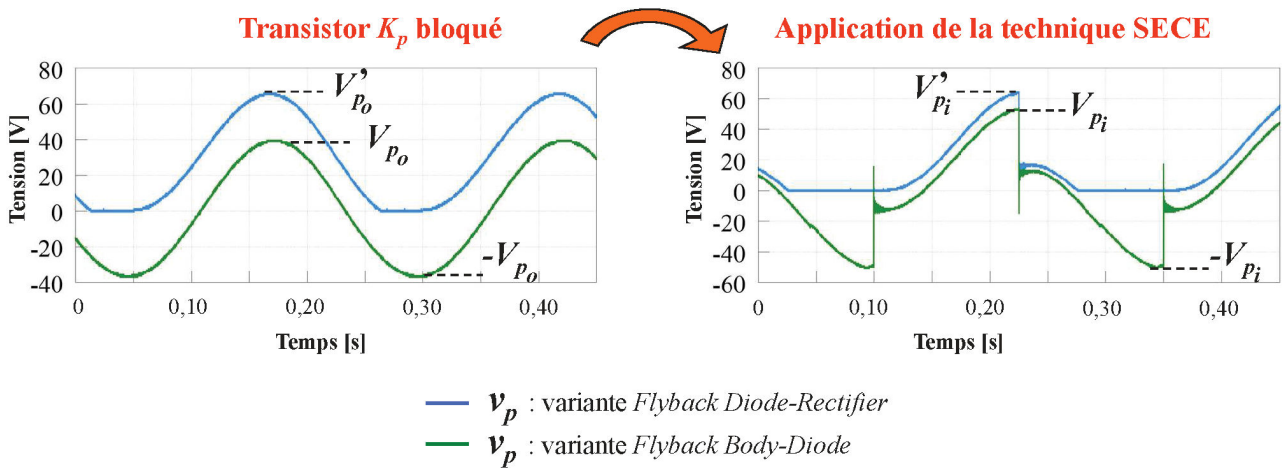 Transistor Kp bloqué
Application de la technique SECE
Tension [V]
80
60
40
20
0
-20
-40
V'po
Vpo
-Vpo
0
0,10
0,20
0,30
0,40
Temps [s]
Tension [V]
80
60
40
20
0
-20
-40
-60
V'pi
Vpi
-Vpi
0
0,10
0,20
0,30
0,40
Temps [s]
vp : variante Flyback Diode-Rectifier
vp : variante Flyback Body-Diode